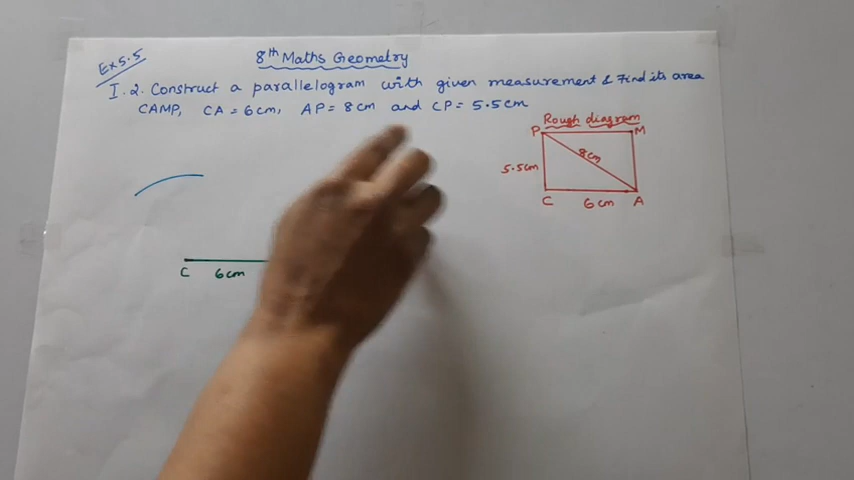 Ex 5.5
8th Maths Geometry
I. 2. Construct a parallelogram with given measurement & Find its area
CAMP, CA = 6cm, AP = 8cm and CP = 5.5cm
Rough diagram
P M
8cm
5.5cm
C 6cm A
C 6cm